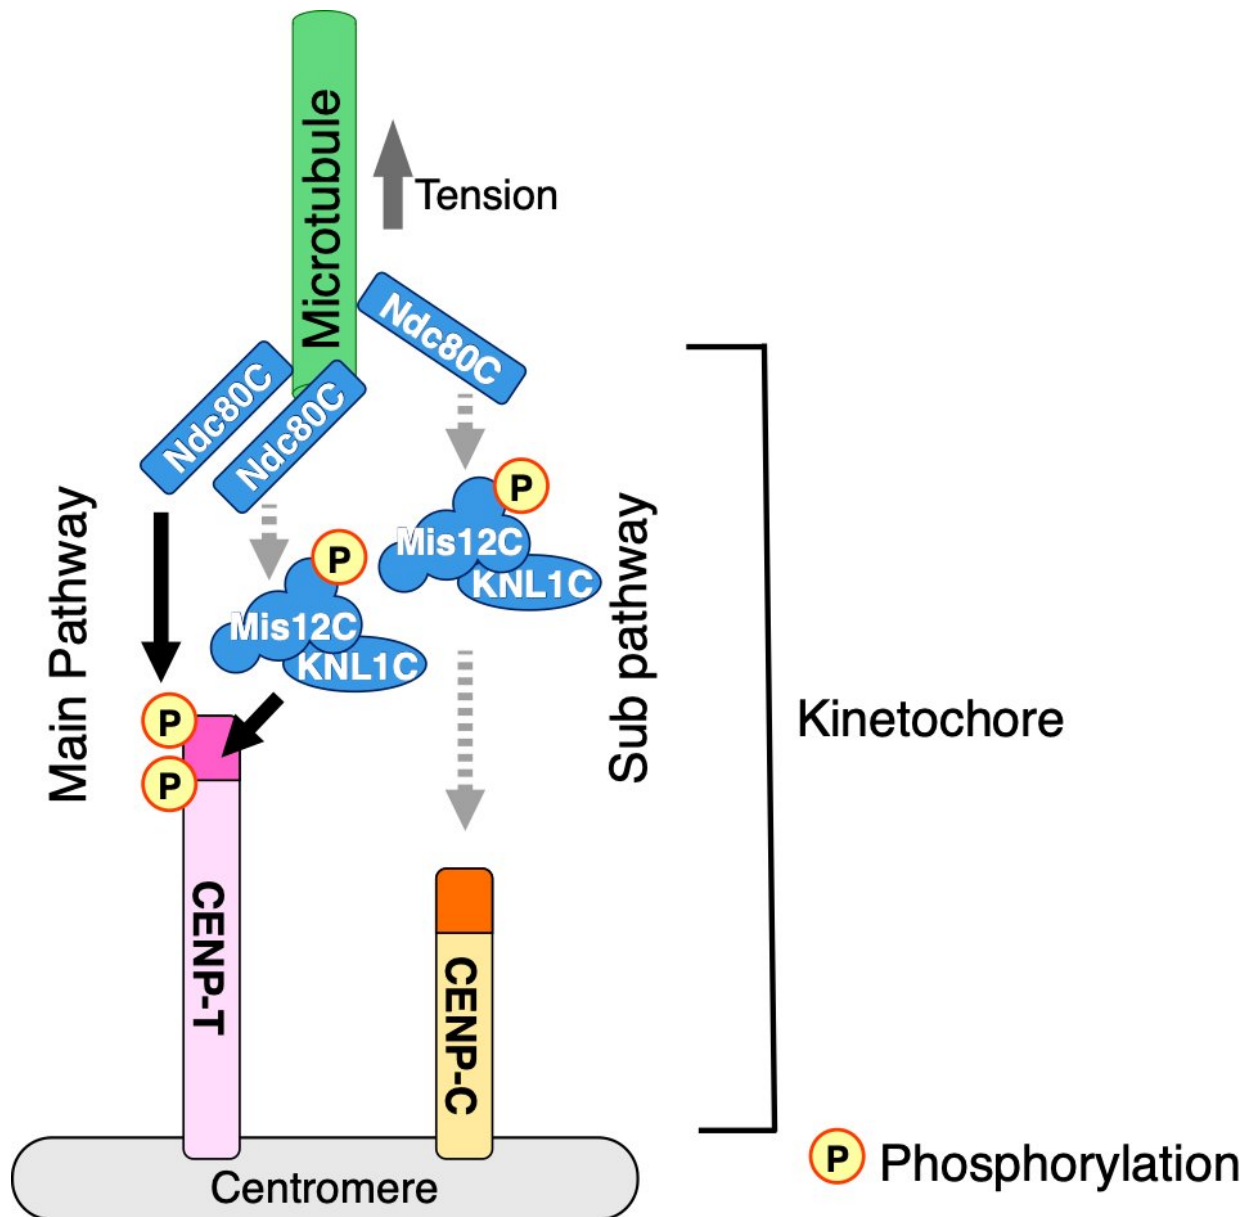 Microtubule
Tension
Ndc80C
Ndc80C
Ndc80C
Main Pathway
Sub pathway
P
Mis12C
KNL1C
P
Mis12C
KNL1C
P
P
Kinetochore
CENP-T
CENP-C
Centromere
P Phosphorylation